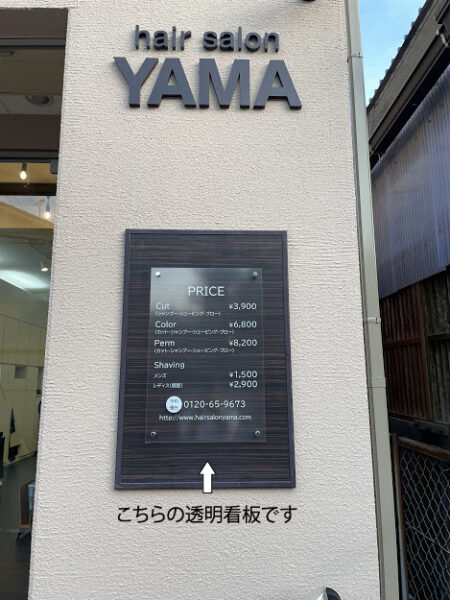 hair salon
YAMA
PRICE
Cut ¥3,900
(シャンプー・シェービング・ブロー)
Color ¥6,800
(カット・シャンプー・シェービング・ブロー)
Perm ¥8,200
(カット・シャンプー・シェービング・ブロー)
Shaving
メンズ ¥1,500
レディス ¥2,900
0120-65-9673
http://www.hairsalonyama.com
こちらの透明看板です